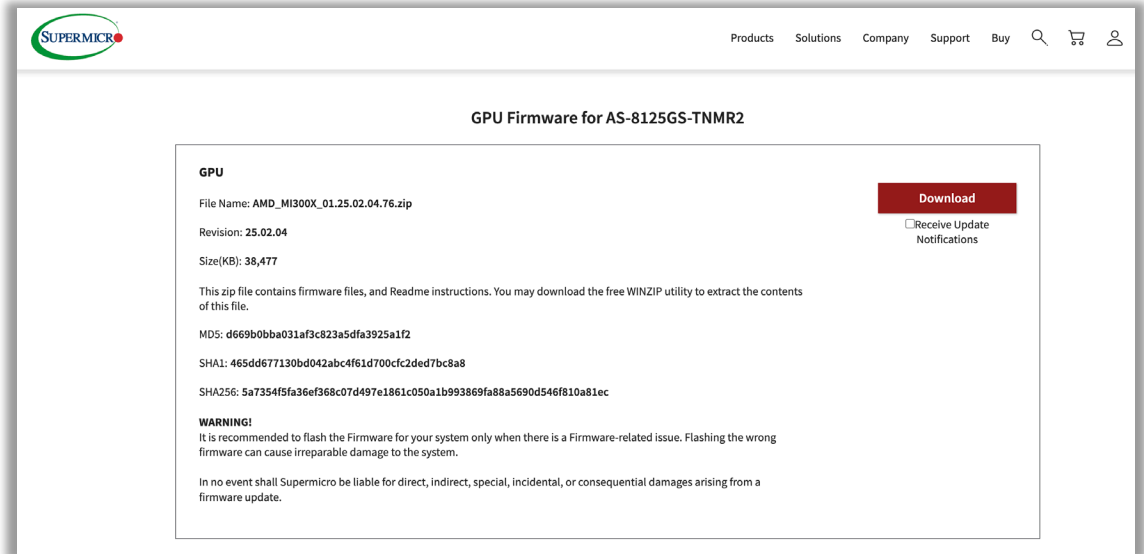 SUPERMICR
Products Solutions Company Support Buy
GPU Firmware for AS-8125GS-TNMR2
GPU
File Name: AMD_MI300X_01.25.02.04.76.zip
Revision: 25.02.04
Size(KB): 38,477
This zip file contains firmware files, and Readme instructions. You may download the free WINZIP utility to extract the contents
of this file.
MD5: d669b0bba031af3c823a5dfa3925a1f2
SHA1: 465dd677130bd042abc4f61d700cfc2ded7bc8a8
SHA256: 5a7354f5fa36ef368c07d497e1861c050a1b993869fa88a5690d546f810a81ec
WARNING!
It is recommended to flash the Firmware for your system only when there is a Firmware-related issue. Flashing the wrong
firmware can cause irreparable damage to the system.
In no event shall Supermicro be liable for direct, indirect, special, incidental, or consequential damages arising from a
firmware update.
Download
Receive Update
Notifications